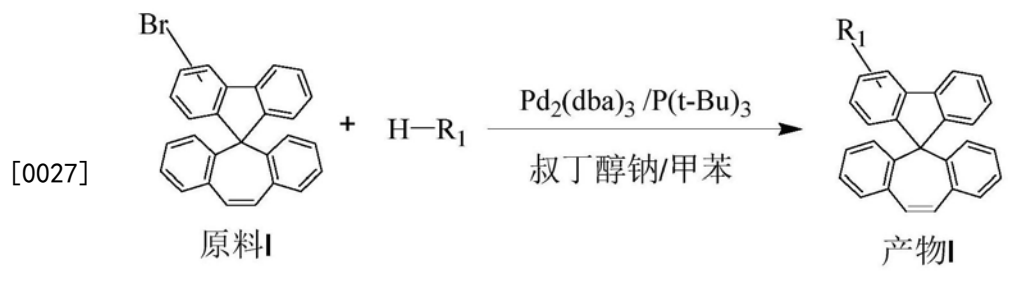 Br
R1
+
H—R1
Pd2(dba)3 /P(t-Bu)3
叔丁醇钠/甲苯
[0027]
原料I
产物I